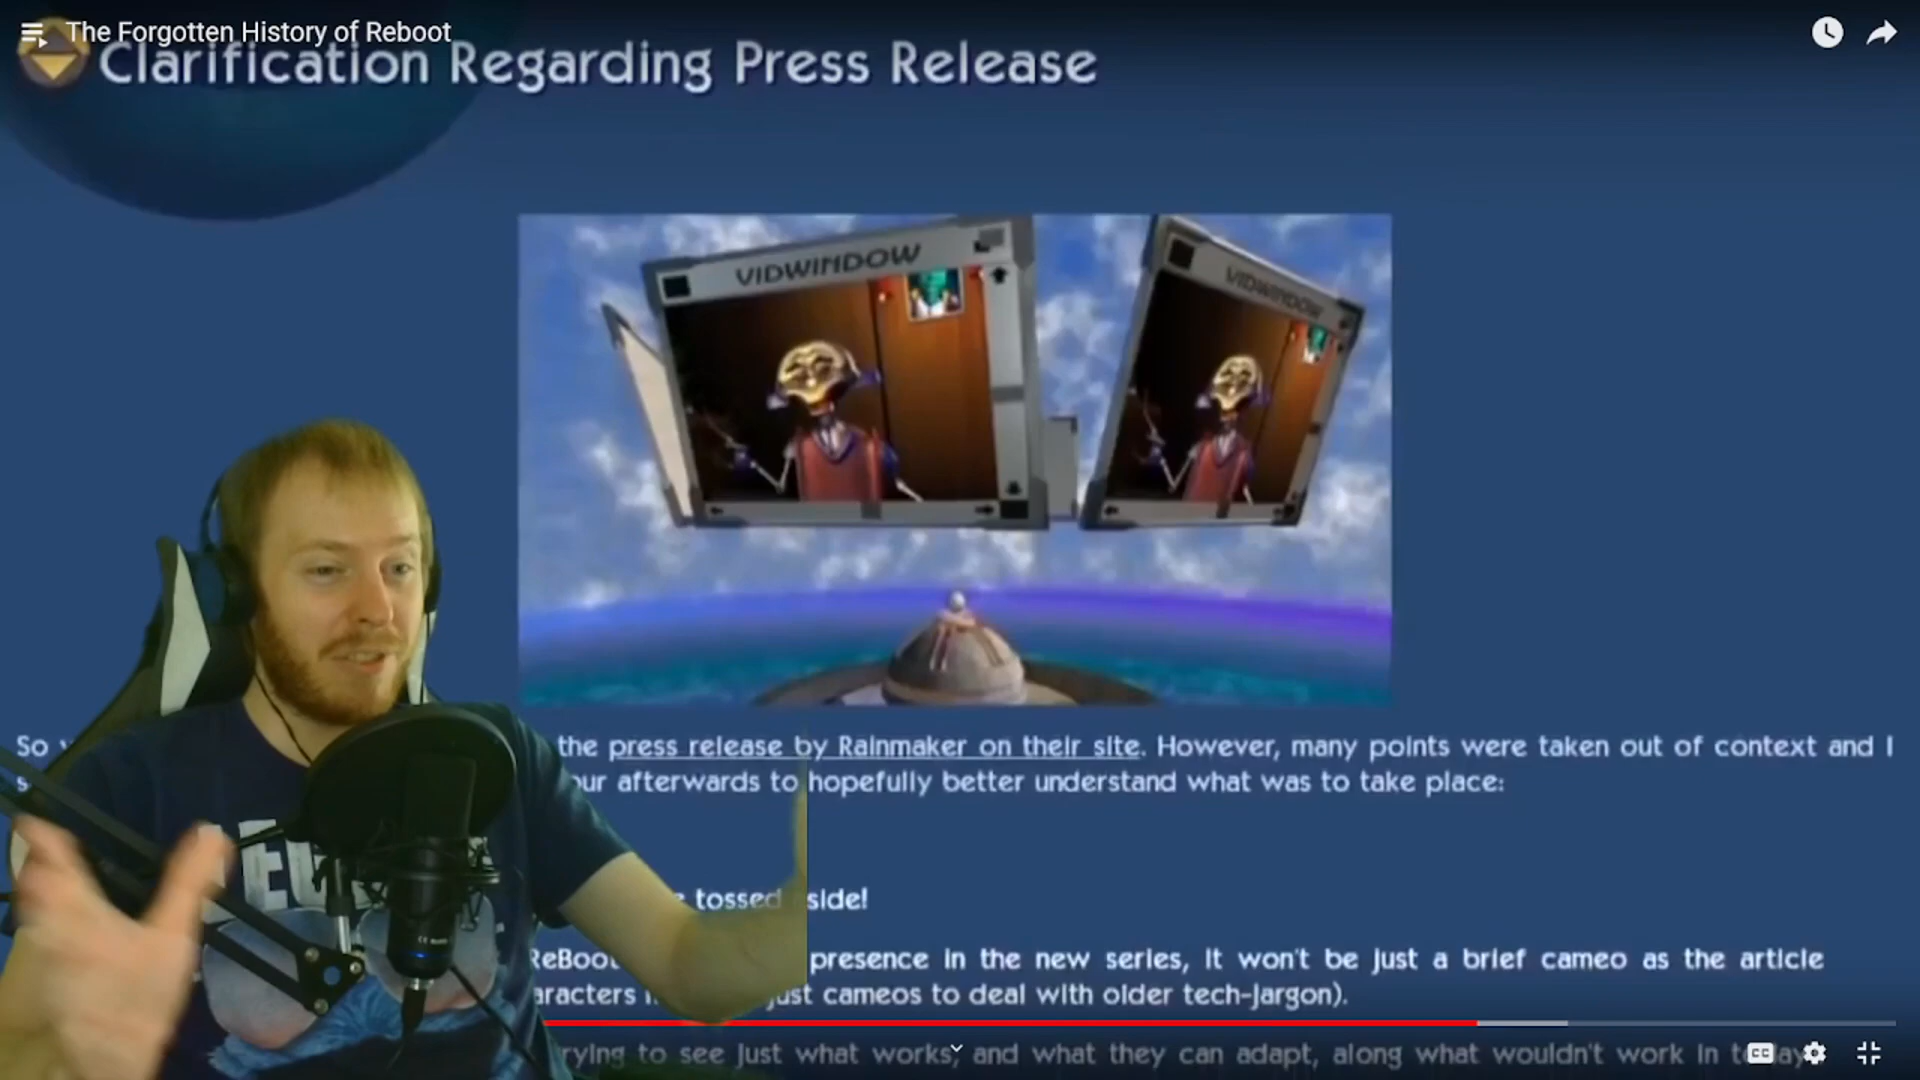 The Forgotten History of Reboot
Clarification Regarding Press Release
VIDWINDOW
VIDWINDOW
So the press release by Rainmaker on their site. However, many points were taken out of context and I
afterwards to hopefully better understand what was to take place:
tossed side!
presence in the new series, it won't be just a brief cameo as the article
just cameos to deal with older tech-jargon).
to see just what works, and what they can adapt, along what wouldn't work in
CC